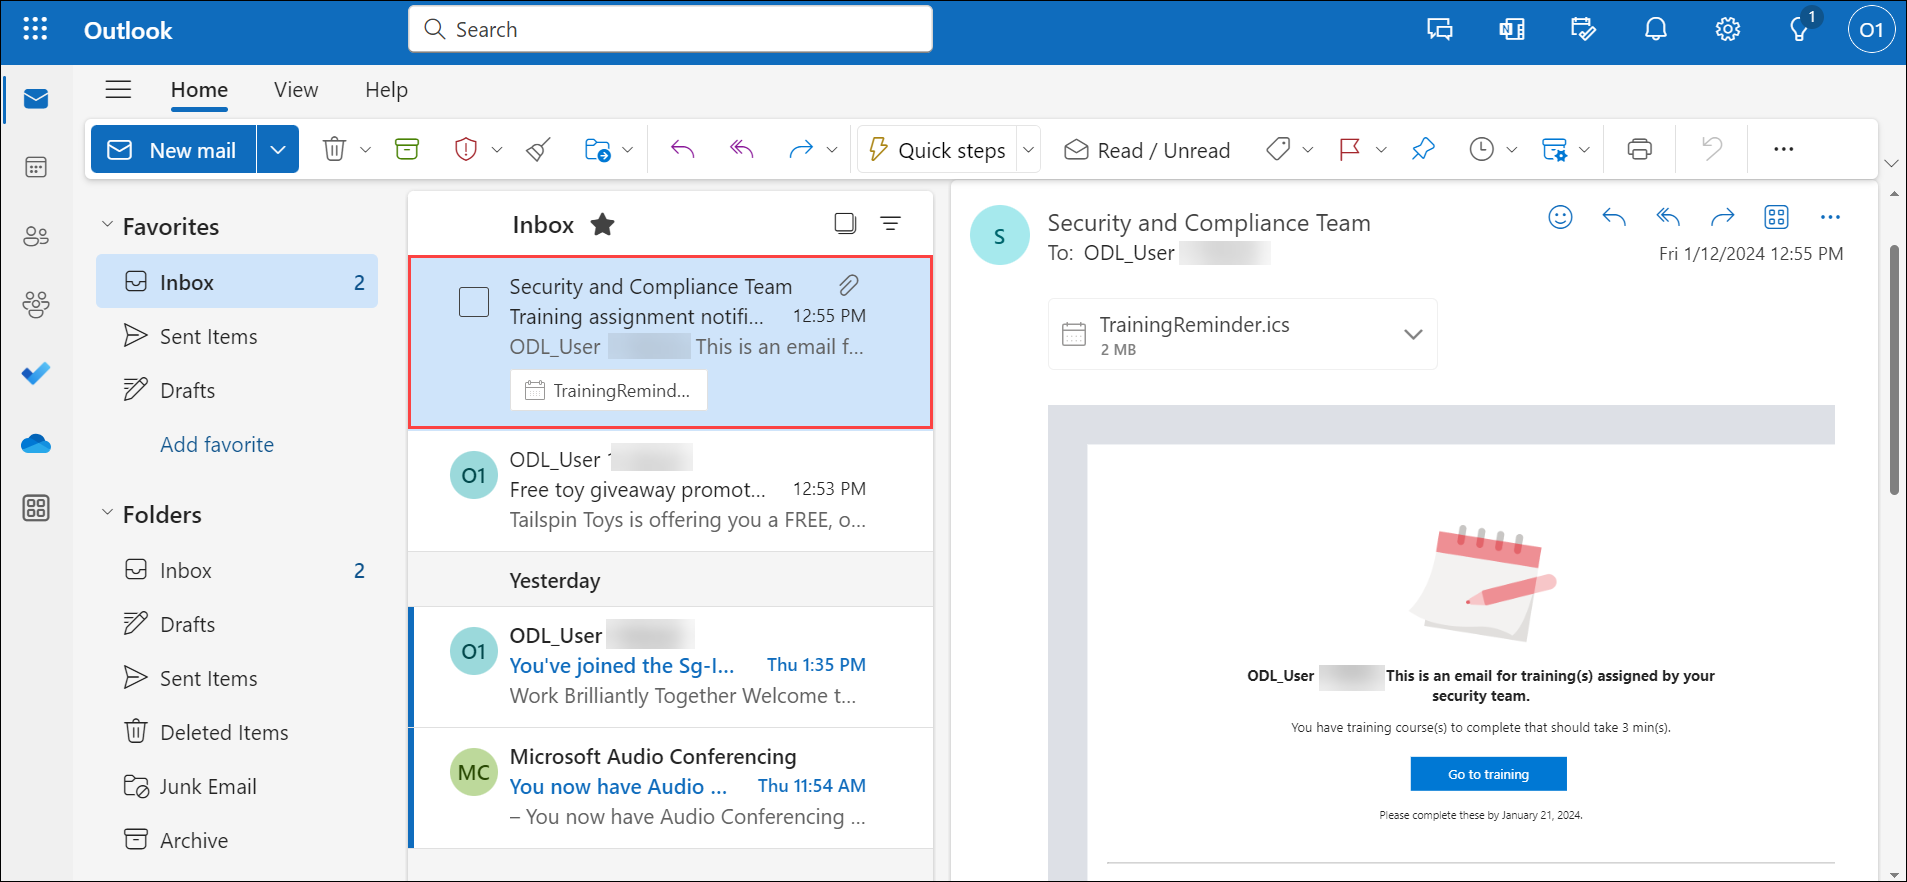 Outlook
Search
1
O1
Home View Help
New mail
Quick steps
Read / Unread
Favorites
Inbox 2
Sent Items
Drafts
Add favorite
Folders
Inbox 2
Drafts
Sent Items
Deleted Items
Junk Email
Archive
Inbox
Security and Compliance Team
Training assignment notifi... 12:55 PM
ODL_User This is an email f...
TrainingRemind...
O1
ODL_User
Free toy giveaway promot... 12:53 PM
Tailspin Toys is offering you a FREE, o...
Yesterday
O1
ODL_User
You've joined the Sg-I... Thu 1:35 PM
Work Brilliantly Together Welcome t...
MC
Microsoft Audio Conferencing
You now have Audio ... Thu 11:54 AM
– You now have Audio Conferencing ...
S
Security and Compliance Team
To: ODL_User
Fri 1/12/2024 12:55 PM
TrainingReminder.ics
2 MB
ODL_User This is an email for training(s) assigned by your
security team.
You have training course(s) to complete that should take 3 min(s).
Go to training
Please complete these by January 21, 2024.